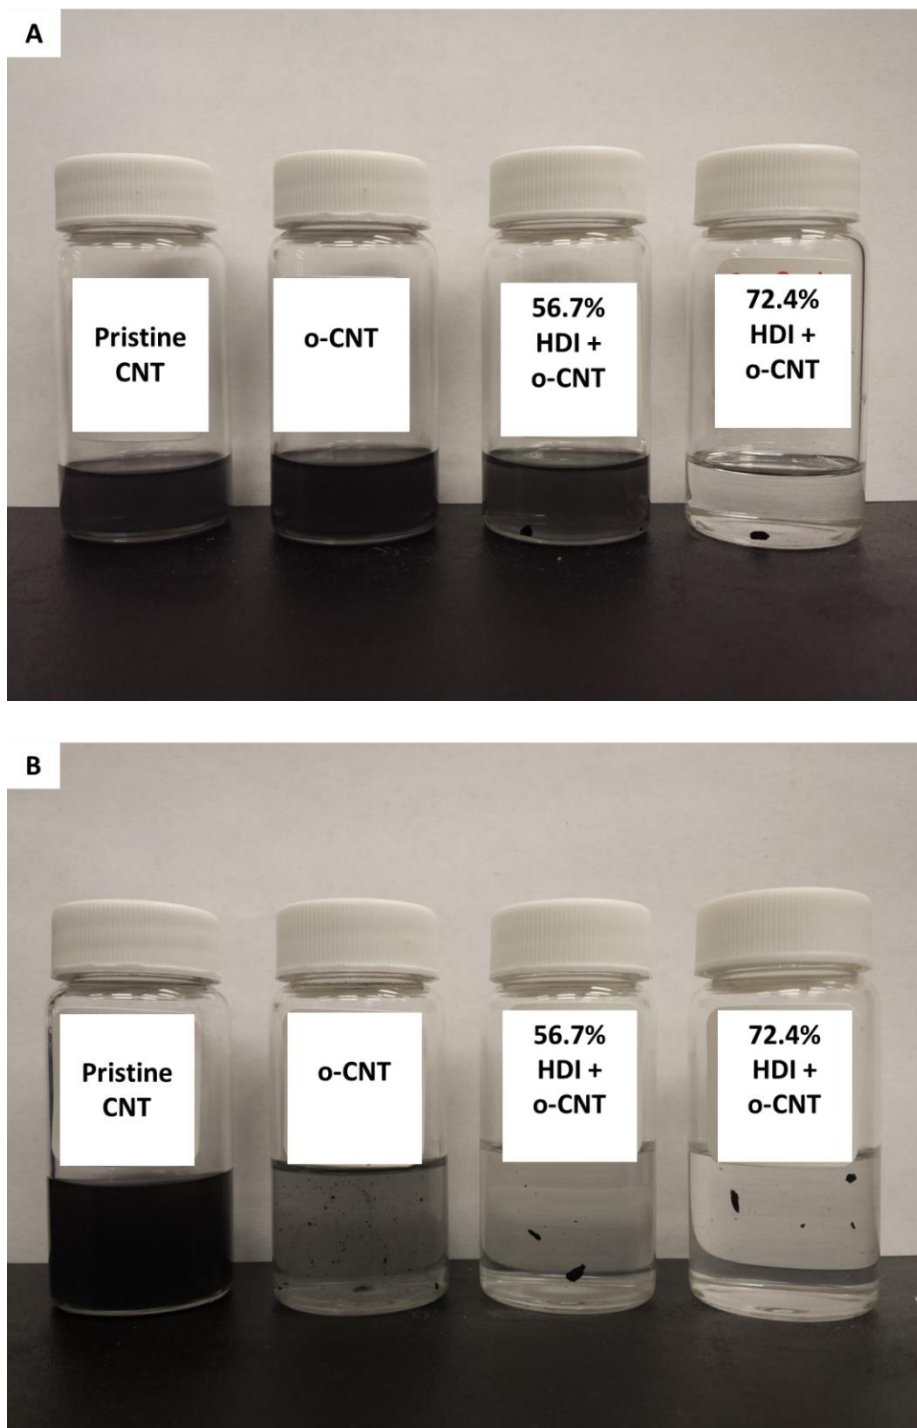 A
Pristine
CNT
o-CNT
56.7%
HDI +
o-CNT
72.4%
HDI +
o-CNT
B
Pristine
CNT
o-CNT
56.7%
HDI +
o-CNT
72.4%
HDI +
o-CNT